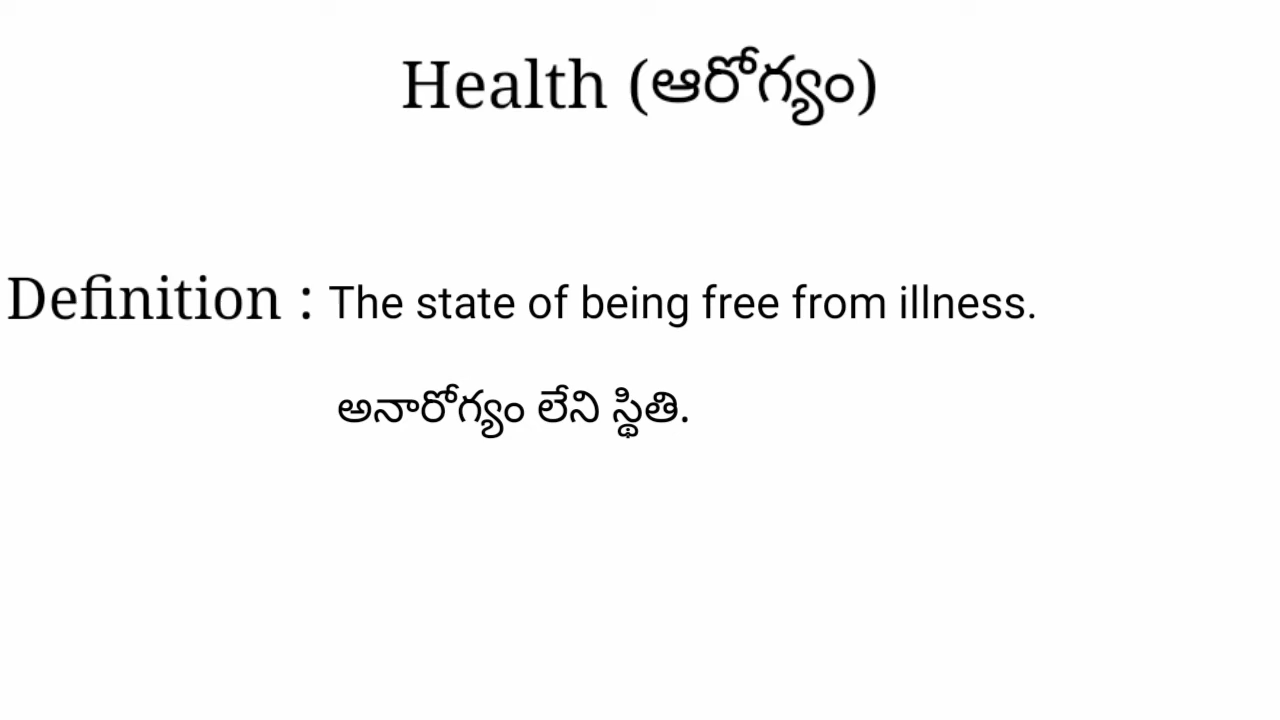 Health (ఆరోగ్యం)
Definition : The state of being free from illness.
అనారోగ్యం లేని స్థితి.